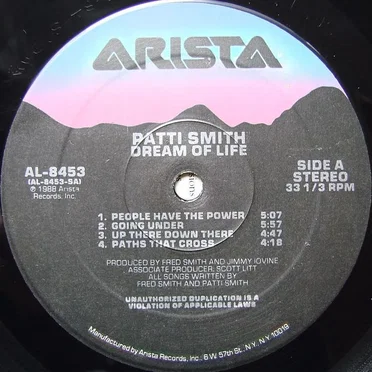 ARISTA
PATTI SMITH
DREAM OF LIFE
AL-8453
(AL-8453-SA)
℗ 1988 Arista
Records, Inc.
SIDE A
STEREO
33 1/3 RPM
1. PEOPLE HAVE THE POWER 5:07
2. GOING UNDER 5:57
3. UP THERE DOWN THERE 4:47
4. PATHS THAT CROSS 4:18
PRODUCED BY FRED SMITH AND JIMMY IOVINE
ASSOCIATE PRODUCER, SCOTT LITT
ALL SONGS WRITTEN BY
FRED SMITH AND PATTI SMITH
UNAUTHORIZED DUPLICATION IS A
VIOLATION OF APPLICABLE LAWS
Manufactured by Arista Records, Inc. 6 W 57th St., N.Y. N.Y. 10019